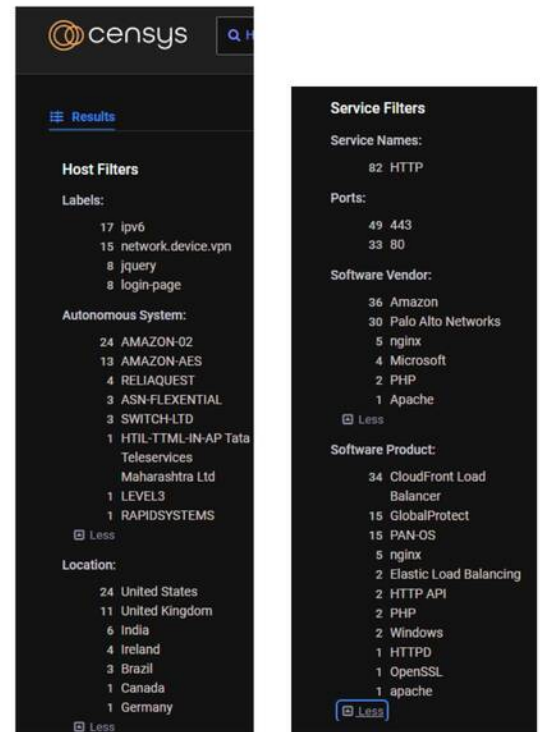 censys
H
Results
Host Filters
Labels:
17 ipv6
15 network.device.vpn
8 jquery
8 login-page
Autonomous System:
24 AMAZON-02
13 AMAZON-AES
4 RELIAQUEST
3 ASN-FLEXENTIAL
3 SWITCH-LTD
1 HTIL-TTML-IN-AP Tata
Teleservices
Maharashtra Ltd
1 LEVEL3
1 RAPIDSYSTEMS
Less
Location:
24 United States
11 United Kingdom
6 India
4 Ireland
3 Brazil
1 Canada
1 Germany
Less
Service Filters
Service Names:
82 HTTP
Ports:
49 443
33 80
Software Vendor:
36 Amazon
30 Palo Alto Networks
5 nginx
4 Microsoft
2 PHP
1 Apache
Less
Software Product:
34 CloudFront Load
Balancer
15 GlobalProtect
15 PAN-OS
5 nginx
2 Elastic Load Balancing
2 HTTP API
2 PHP
2 Windows
1 HTTPD
1 OpenSSL
1 apache
Less